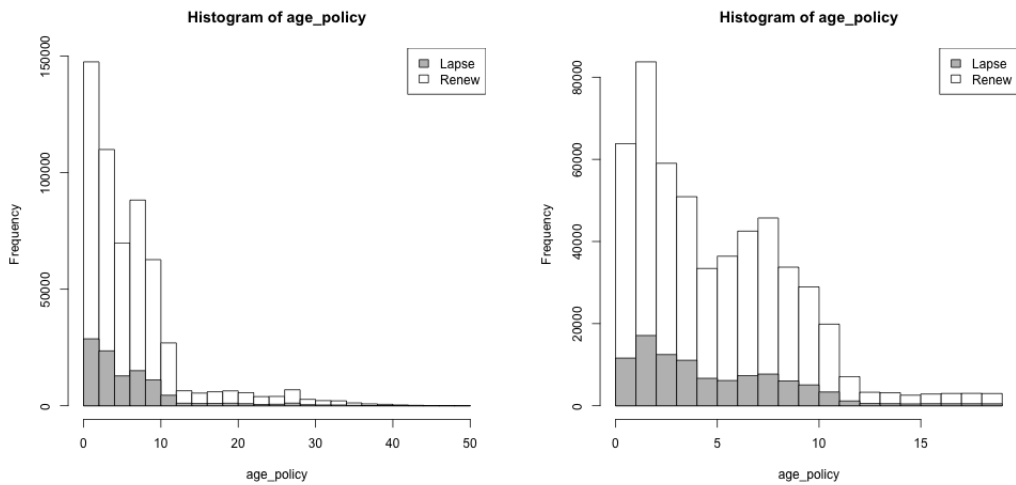 Histogram of age_policy
Lapse
Renew
Frequency
0
50000
100000
150000
0 10 20 30 40 50
age_policy
Histogram of age_policy
Lapse
Renew
Frequency
0
20000
40000
60000
80000
0 5 10 15
age_policy